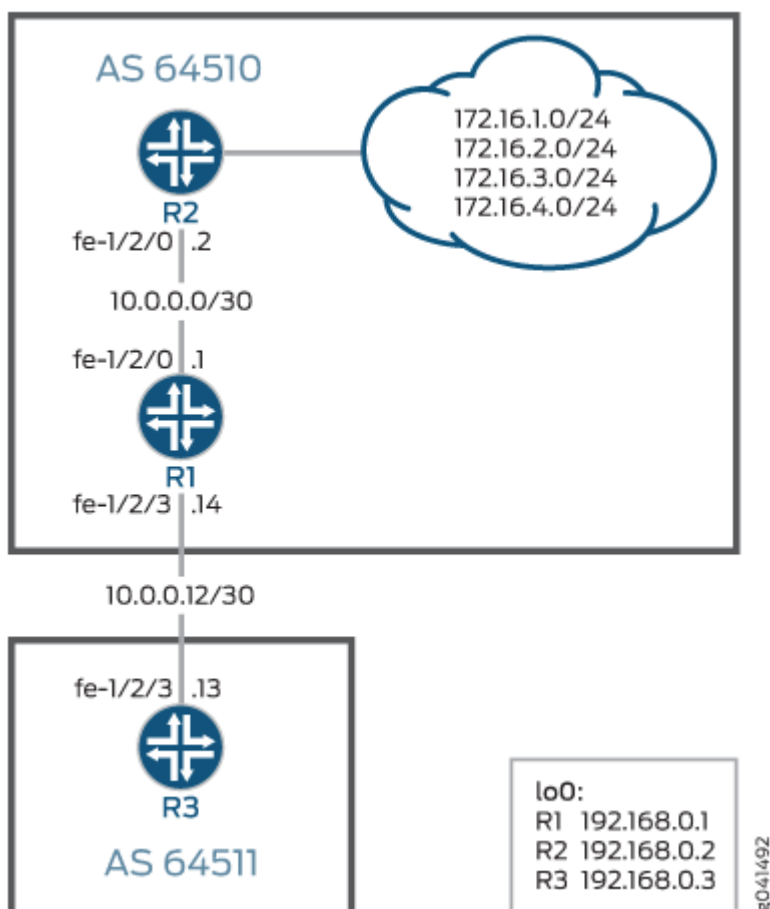 AS 64510
172.16.1.0/24
172.16.2.0/24
172.16.3.0/24
172.16.4.0/24
R2
fe-1/2/0 .2
10.0.0.0/30
fe-1/2/0 .1
R1
fe-1/2/3 .14
10.0.0.12/30
fe-1/2/3 .13
R3
AS 64511
lo0:
R1 192.168.0.1
R2 192.168.0.2
R3 192.168.0.3
g041492